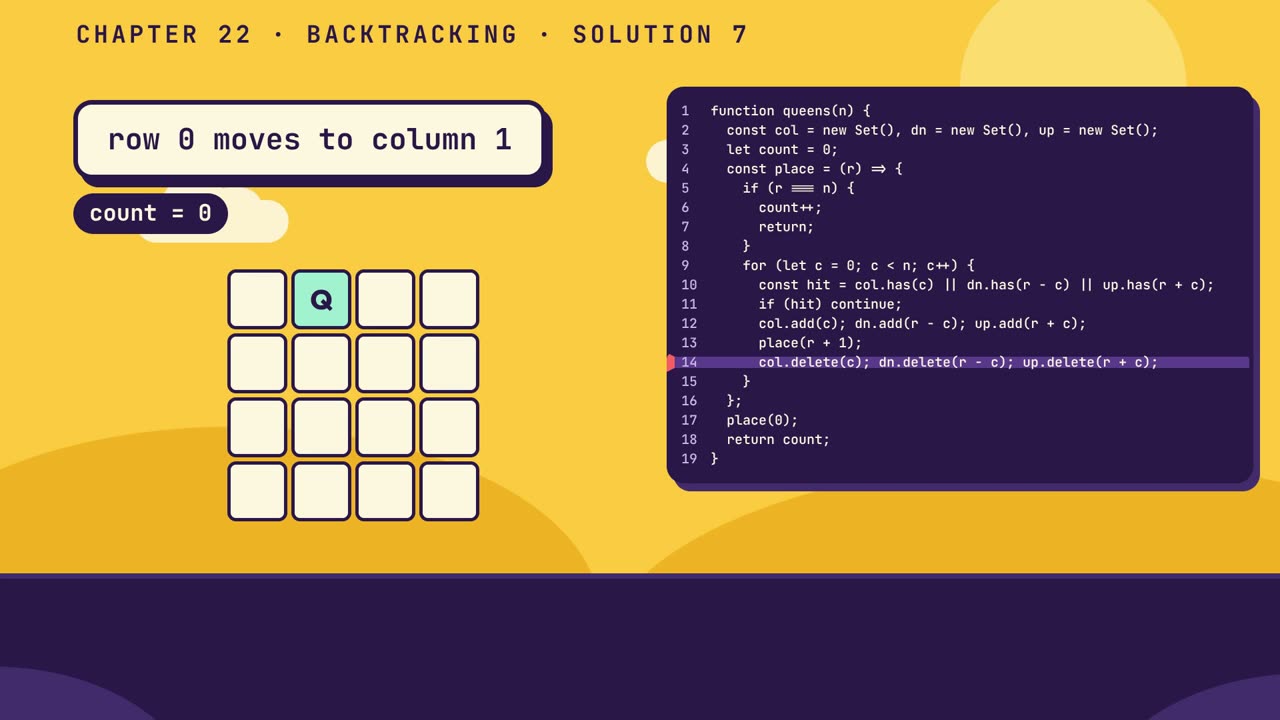 CHAPTER 22 · BACKTRACKING · SOLUTION 7
row 0 moves to column 1
count = 0
Q
1 function queens(n) {
2 const col = new Set(), dn = new Set(), up = new Set();
3 let count = 0;
4 const place = (r) => {
5 if (r === n) {
6 count++;
7 return;
8 }
9 for (let c = 0; c < n; c++) {
10 const hit = col.has(c) || dn.has(r - c) || up.has(r + c);
11 if (hit) continue;
12 col.add(c); dn.add(r - c); up.add(r + c);
13 place(r + 1);
14 col.delete(c); dn.delete(r - c); up.delete(r + c);
15 }
16 };
17 place(0);
18 return count;
19 }